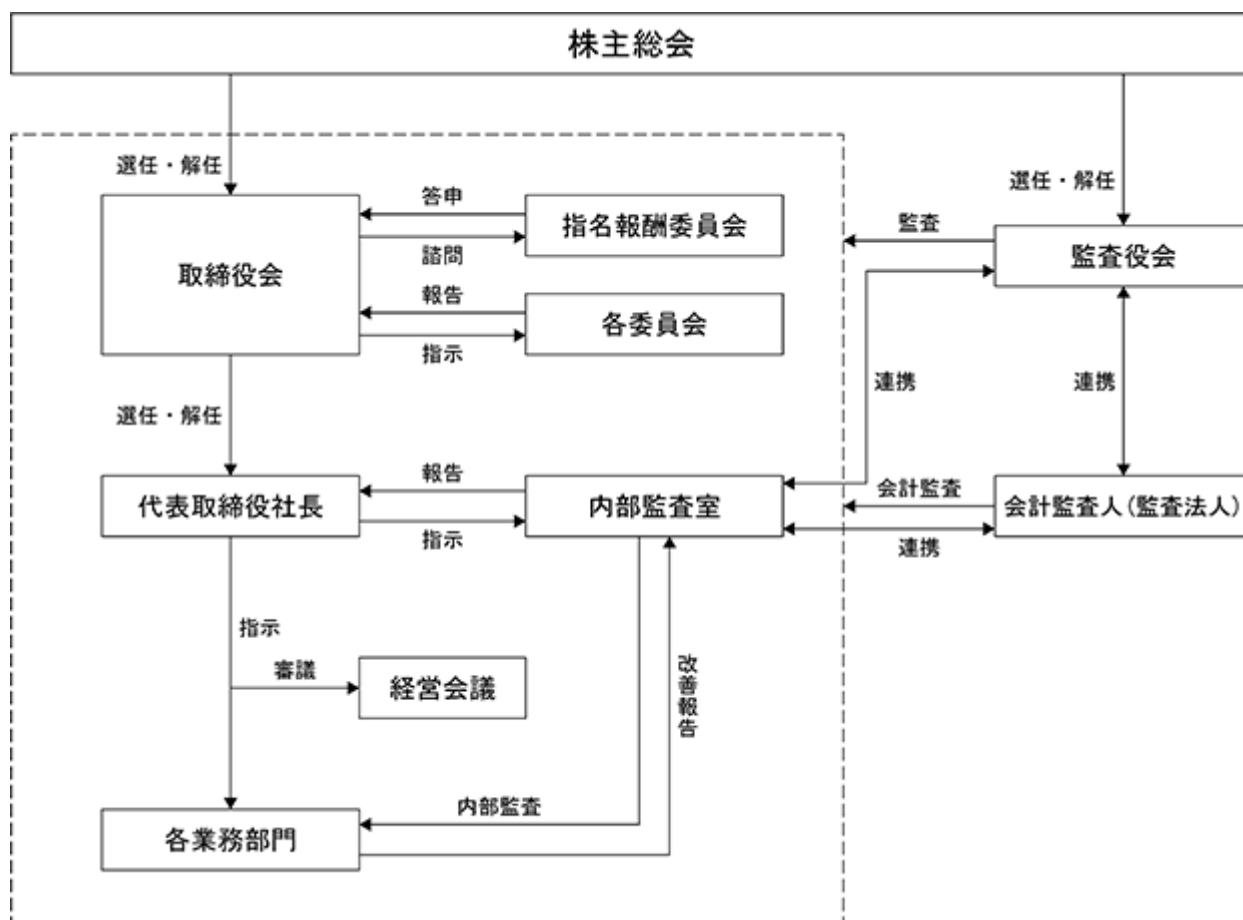 株主総会
選任・解任
選任・解任
取締役会
答申
諮問
指名報酬委員会
報告
指示
各委員会
監査
監査役会
連携
連携
選任・解任
代表取締役社長
報告
指示
内部監査室
会計監査
連携
会計監査人(監査法人)
指示
審議
経営会議
改善報告
内部監査
各業務部門